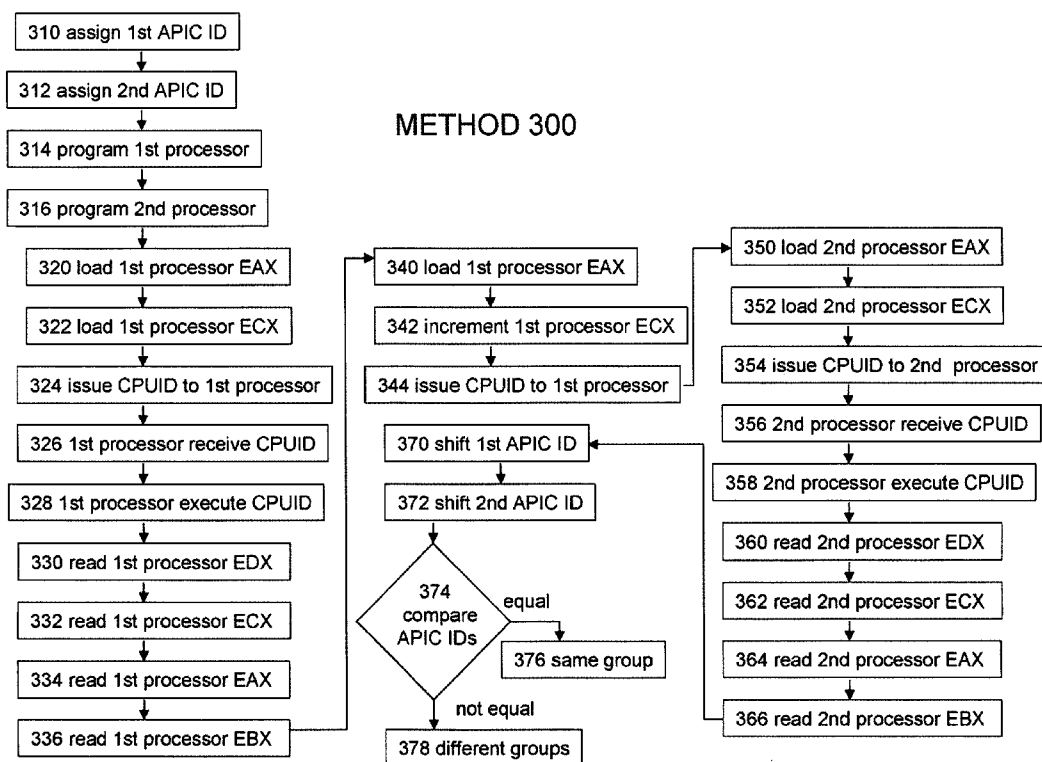 METHOD 300
310 assign 1st APIC ID
312 assign 2nd APIC ID
314 program 1st processor
316 program 2nd processor
320 load 1st processor EAX
322 load 1st processor ECX
324 issue CPUID to 1st processor
326 1st processor receive CPUID
328 1st processor execute CPUID
330 read 1st processor EDX
332 read 1st processor ECX
334 read 1st processor EAX
336 read 1st processor EBX
340 load 1st processor EAX
342 increment 1st processor ECX
344 issue CPUID to 1st processor
350 load 2nd processor EAX
352 load 2nd processor ECX
354 issue CPUID to 2nd processor
356 2nd processor receive CPUID
358 2nd processor execute CPUID
360 read 2nd processor EDX
362 read 2nd processor ECX
364 read 2nd processor EAX
366 read 2nd processor EBX
370 shift 1st APIC ID
372 shift 2nd APIC ID
374
compare
APIC IDs
equal
376 same group
not equal
378 different groups